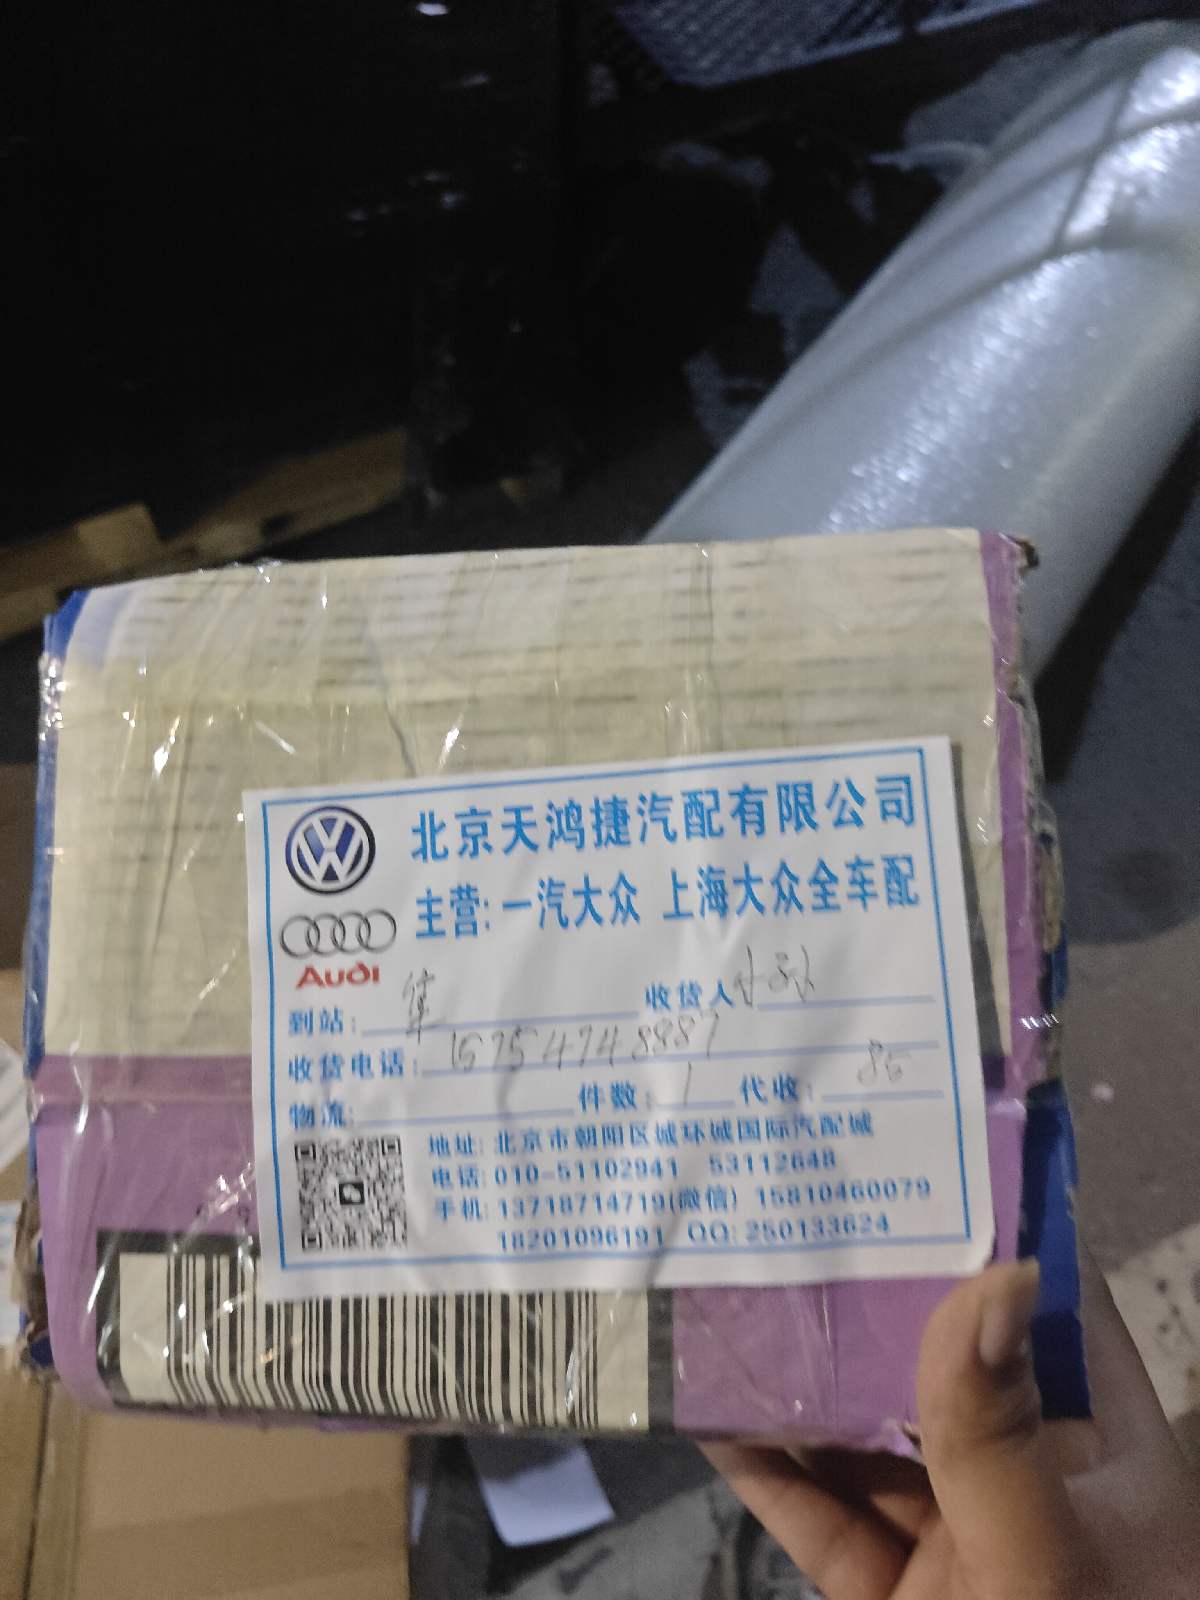 北京天鸿捷汽配有限公司
主营:一汽大众 上海大众全车配
Audi
到站: 隼 收货人 小孙
收货电话: 15754748887
物流: 件数: 1 代收: 85
地址: 北京市朝阳区城环城国际汽配城
电话: 010-51102941 53112648
手机: 13718714719(微信) 15810460079
18201096191 QQ: 250133624